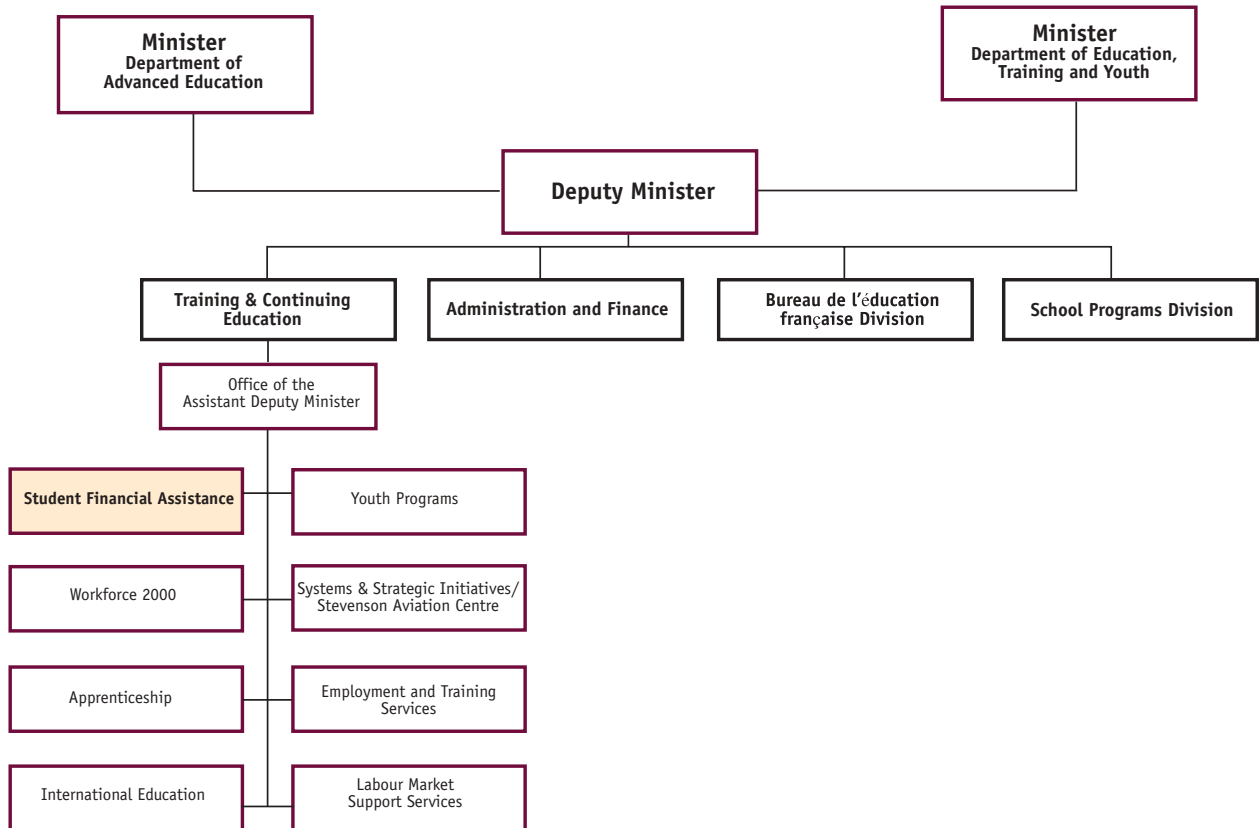 Minister
Department of
Advanced Education
Minister
Department of Education,
Training and Youth
Deputy Minister
Training & Continuing
Education
Administration and Finance
Bureau de l'éducation
française Division
School Programs Division
Office of the
Assistant Deputy Minister
Student Financial Assistance
Youth Programs
Workforce 2000
Systems & Strategic Initiatives/
Stevenson Aviation Centre
Apprenticeship
Employment and Training
Services
International Education
Labour Market
Support Services